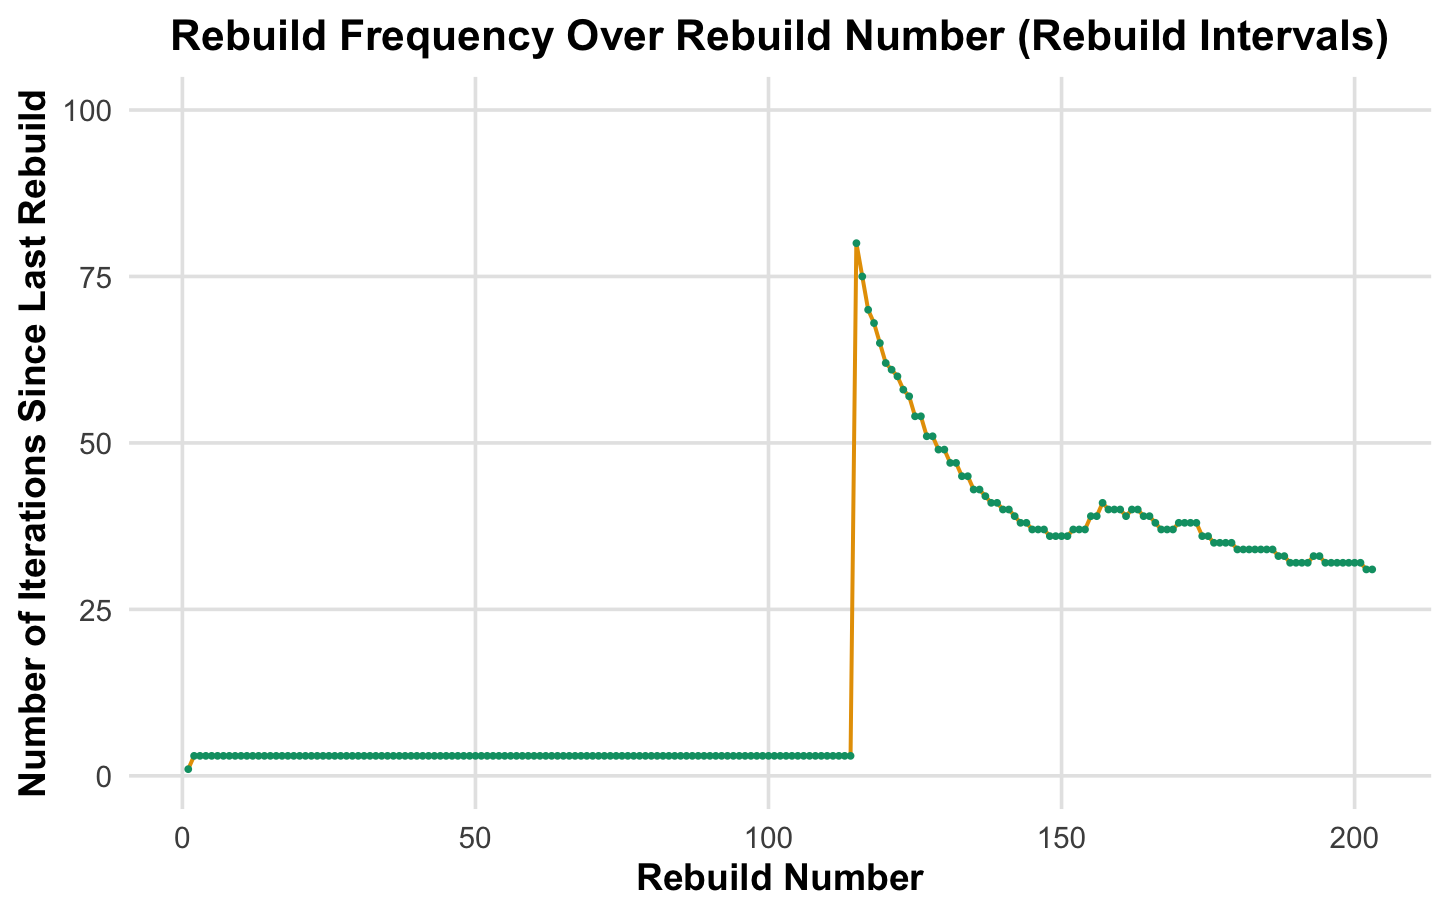 Rebuild Frequency Over Rebuild Number (Rebuild Intervals)
Number of Iterations Since Last Rebuild
100
75
50
25
0
0 50 100 150 200
Rebuild Number